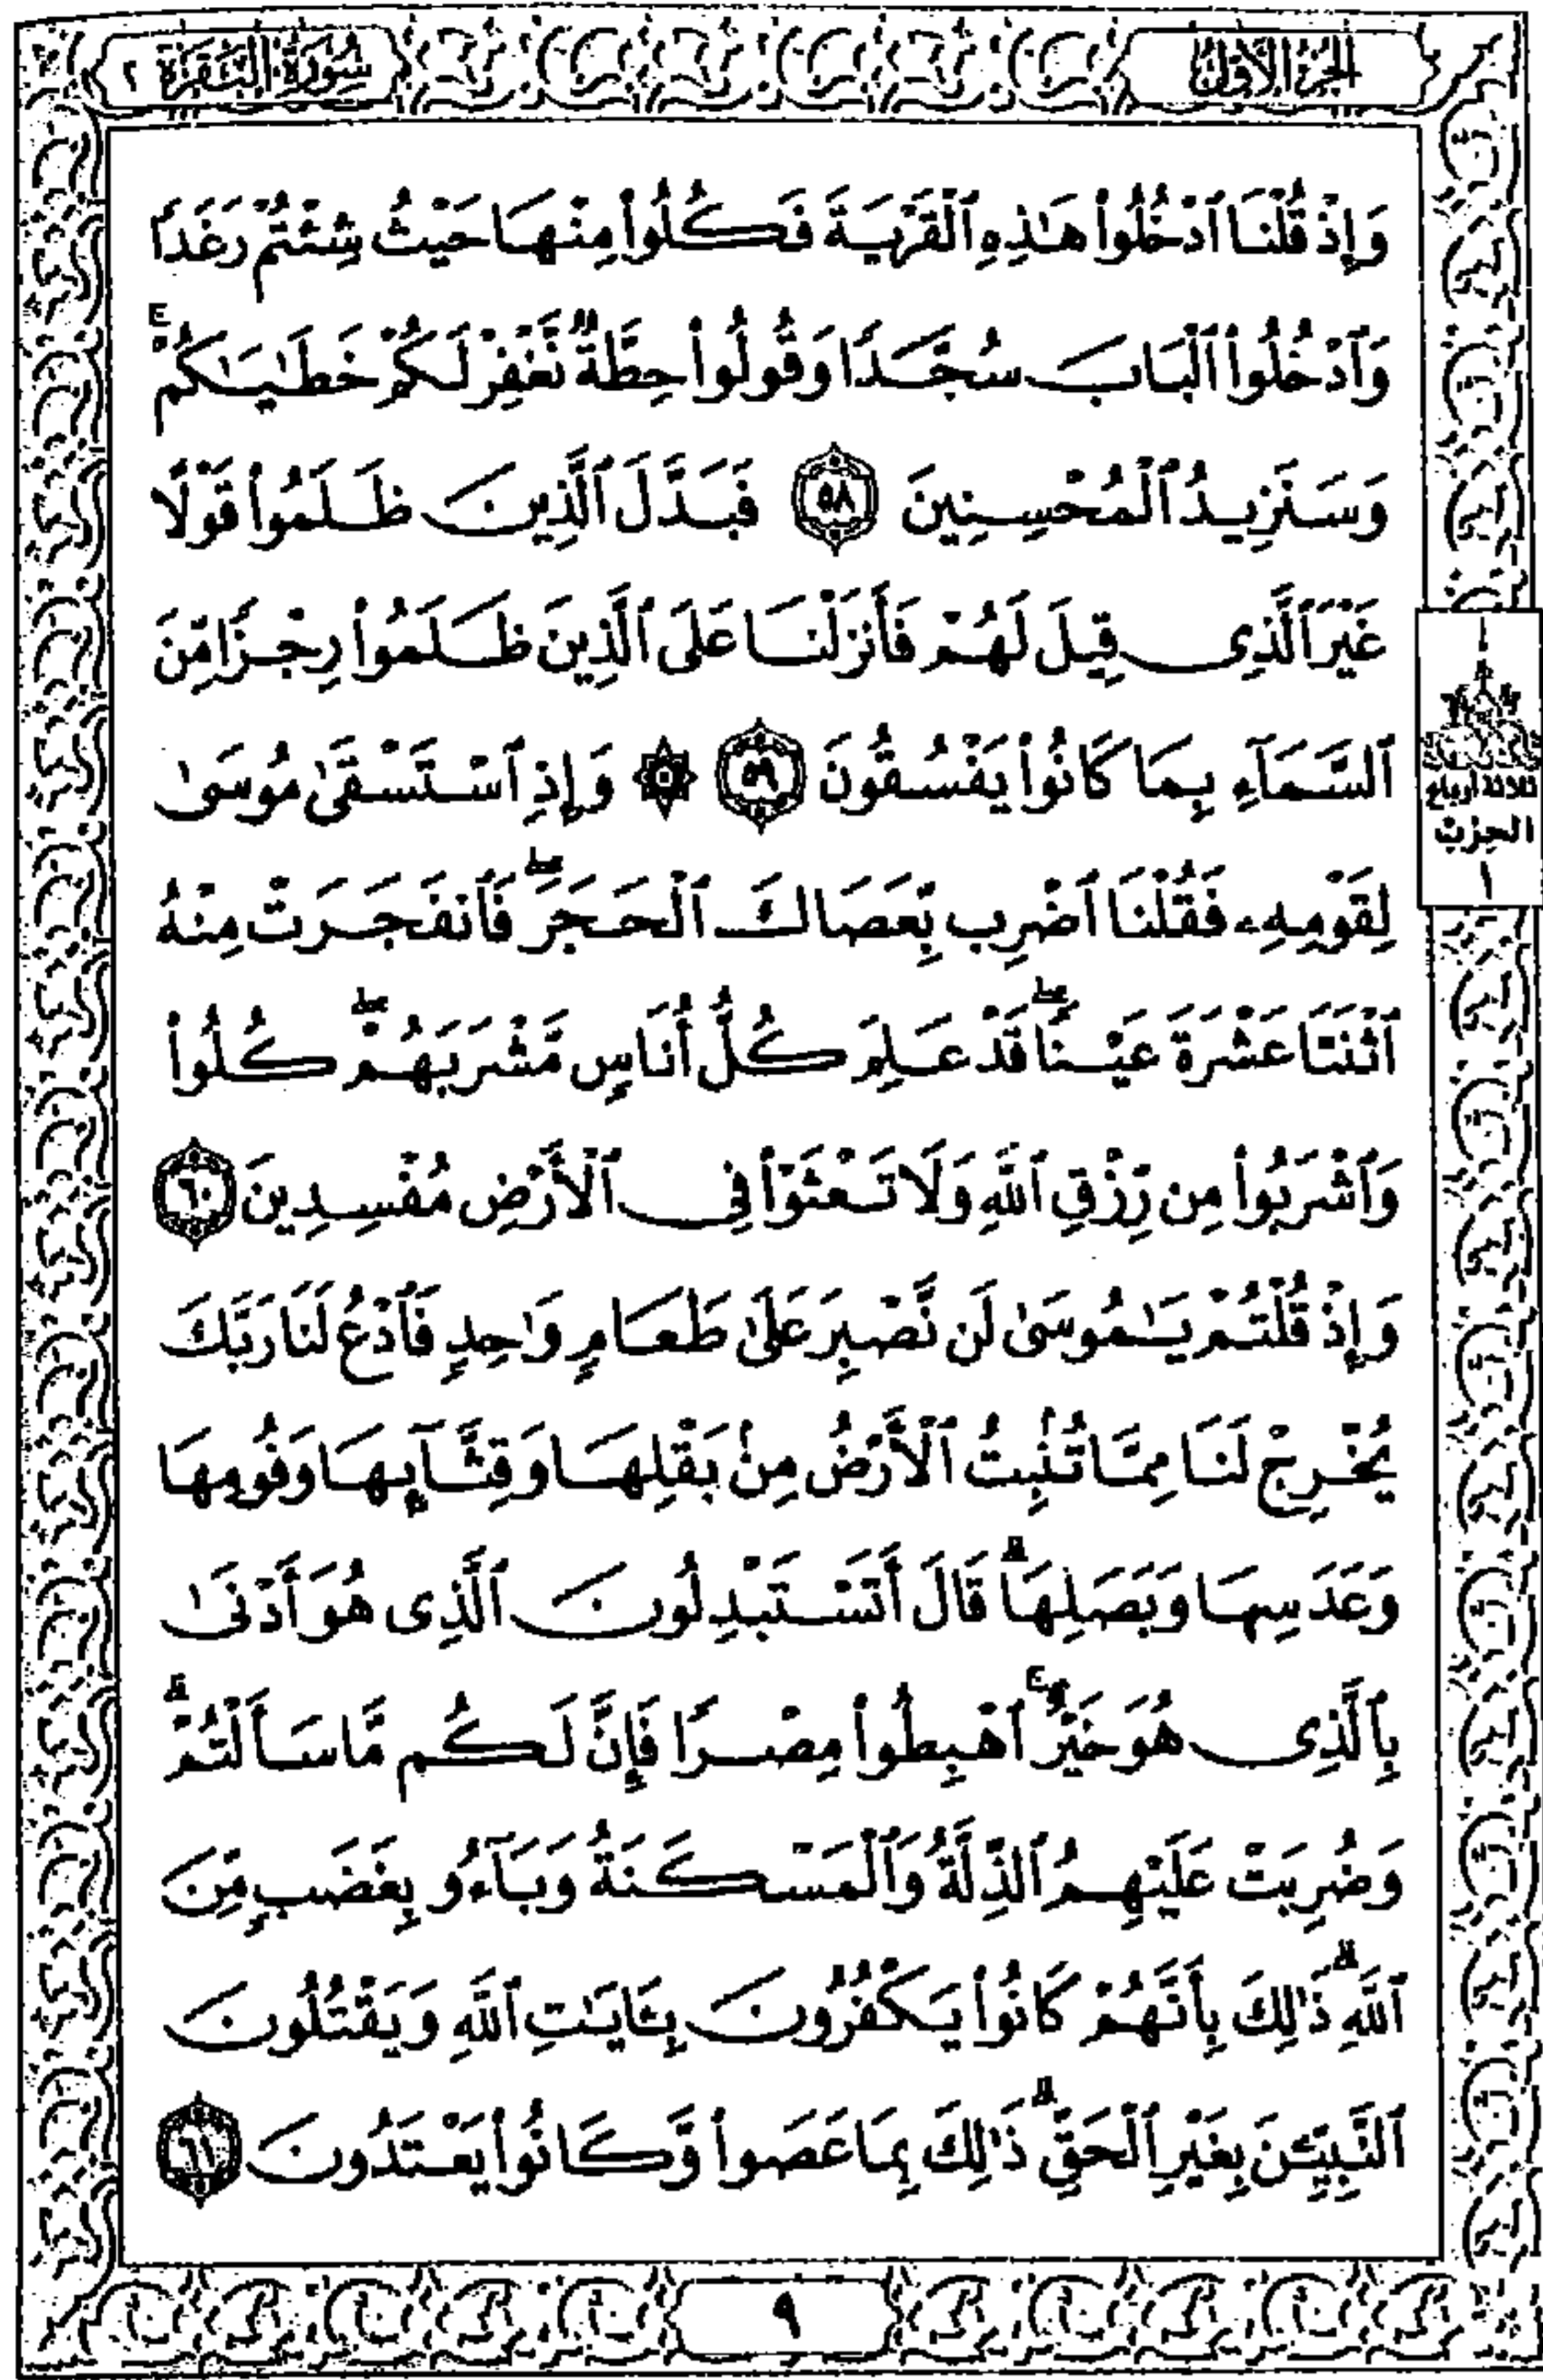 الجزء الأول
سورة البقرة ٢
وَإِذْ قُلْنَا ٱدْخُلُوا۟ هَـٰذِهِ ٱلْقَرْيَةَ فَكُلُوا۟ مِنْهَا حَيْثُ شِئْتُمْ رَغَدًا
وَٱدْخُلُوا۟ ٱلْبَابَ سُجَّدًا وَقُولُوا۟ حِطَّةٌ نَّغْفِرْ لَكُمْ خَطَـٰيَـٰكُمْ ۚ
وَسَنَزِيدُ ٱلْمُحْسِنِينَ ٥٨ فَبَدَّلَ ٱلَّذِينَ ظَلَمُوا۟ قَوْلًا
غَيْرَ ٱلَّذِى قِيلَ لَهُمْ فَأَنزَلْنَا عَلَى ٱلَّذِينَ ظَلَمُوا۟ رِجْزًا مِّنَ
ٱلسَّمَآءِ بِمَا كَانُوا۟ يَفْسُقُونَ ٥٩ ۞ وَإِذِ ٱسْتَسْقَىٰ مُوسَىٰ
لِقَوْمِهِۦ فَقُلْنَا ٱضْرِب بِّعَصَاكَ ٱلْحَجَرَ ۖ فَٱنفَجَرَتْ مِنْهُ
ٱثْنَتَا عَشْرَةَ عَيْنًا ۖ قَدْ عَلِمَ كُلُّ أُنَاسٍ مَّشْرَبَهُمْ ۖ كُلُوا۟
وَٱشْرَبُوا۟ مِن رِّزْقِ ٱللَّهِ وَلَا تَعْثَوْا۟ فِى ٱلْأَرْضِ مُفْسِدِينَ ٦٠
وَإِذْ قُلْتُمْ يَـٰمُوسَىٰ لَن نَّصْبِرَ عَلَىٰ طَعَامٍ وَٰحِدٍ فَٱدْعُ لَنَا رَبَّكَ
يُخْرِجْ لَنَا مِمَّا تُنۢبِتُ ٱلْأَرْضُ مِنۢ بَقْلِهَا وَقِثَّآئِهَا وَفُومِهَا
وَعَدَسِهَا وَبَصَلِهَا ۖ قَالَ أَتَسْتَبْدِلُونَ ٱلَّذِى هُوَ أَدْنَىٰ
بِٱلَّذِى هُوَ خَيْرٌ ۚ ٱهْبِطُوا۟ مِصْرًا فَإِنَّ لَكُم مَّا سَأَلْتُمْ ۗ
وَضُرِبَتْ عَلَيْهِمُ ٱلذِّلَّةُ وَٱلْمَسْكَنَةُ وَبَآءُو بِغَضَبٍ مِّنَ
ٱللَّهِ ۗ ذَٰلِكَ بِأَنَّهُمْ كَانُوا۟ يَكْفُرُونَ بِـَٔايَـٰتِ ٱللَّهِ وَيَقْتُلُونَ
ٱلنَّبِيِّـۧنَ بِغَيْرِ ٱلْحَقِّ ۗ ذَٰلِكَ بِمَا عَصَوا۟ وَّكَانُوا۟ يَعْتَدُونَ ٦١
ثلاثة أرباع
الحزب
١
٩